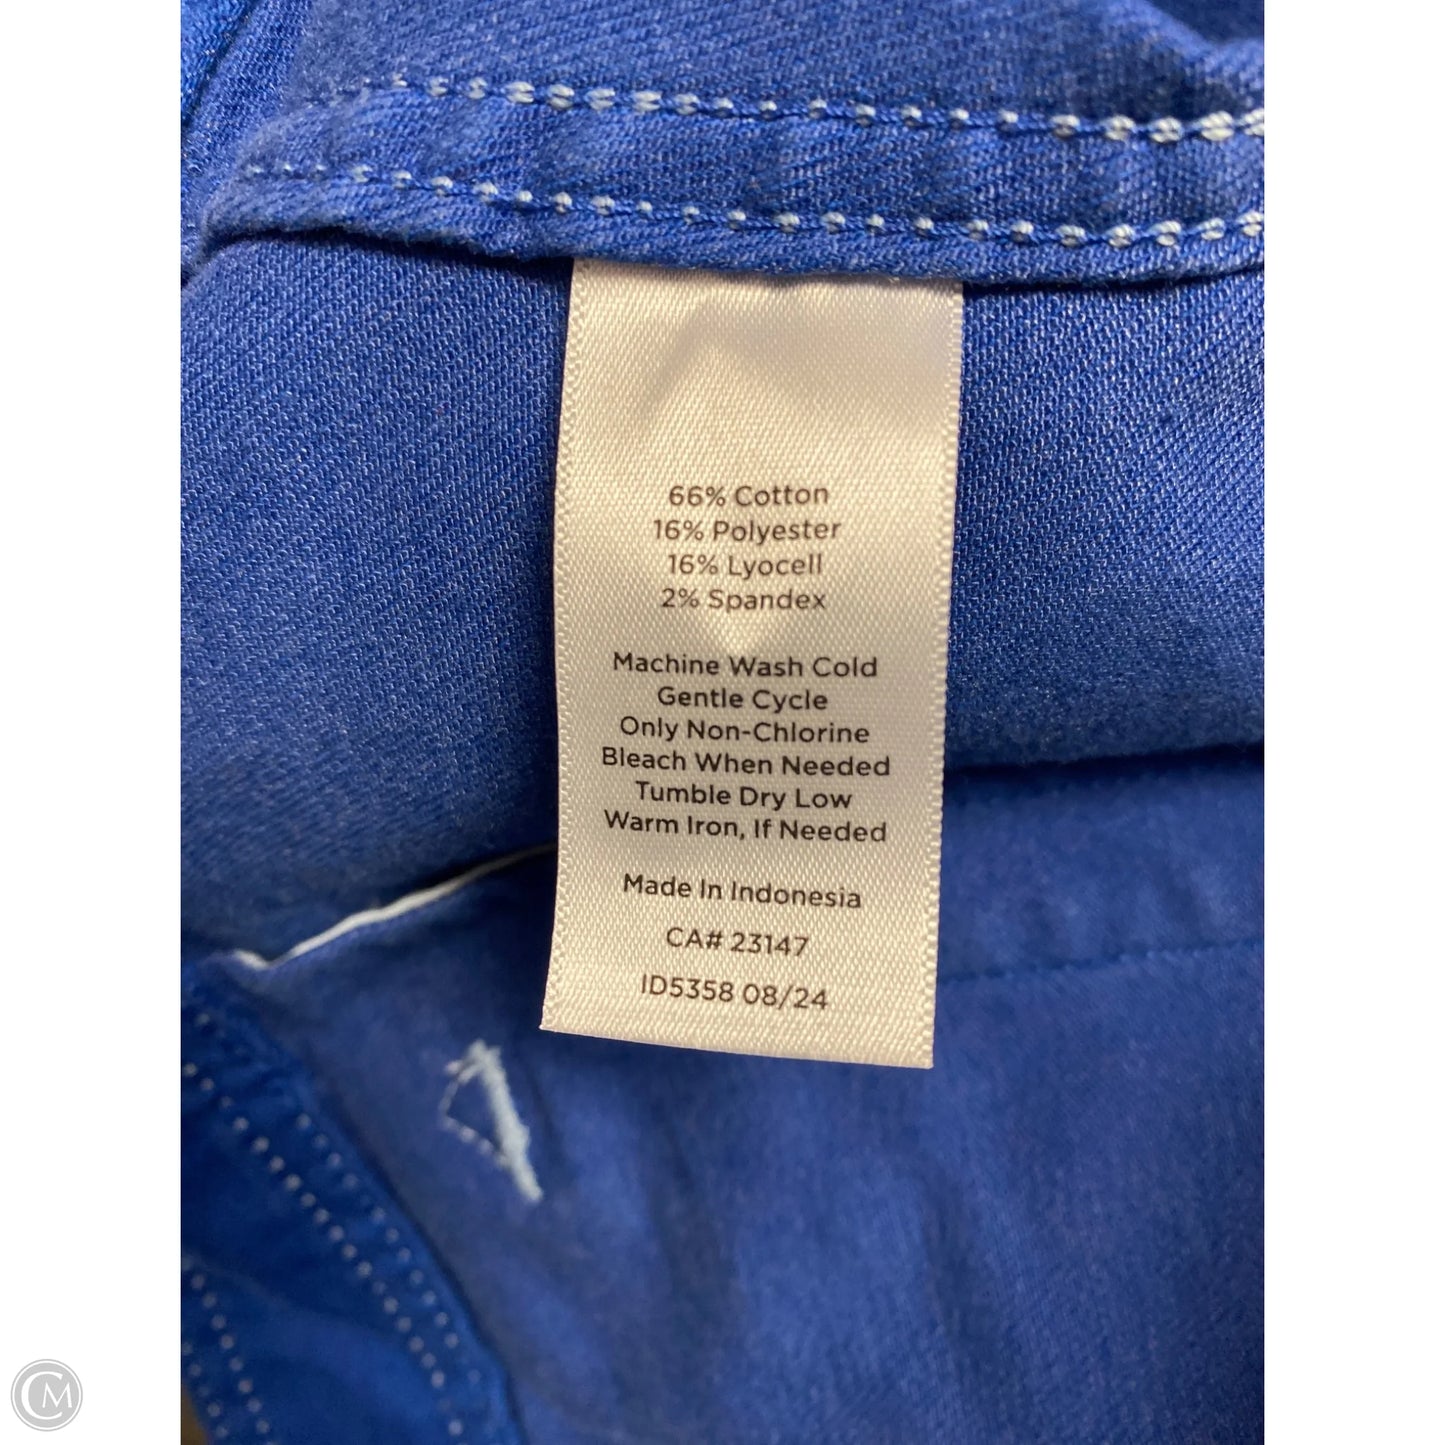 66% Cotton
16% Polyester
16% Lyocell
2% Spandex
Machine Wash Cold
Gentle Cycle
Only Non-Chlorine
Bleach When Needed
Tumble Dry Low
Warm Iron, If Needed
Made In Indonesia
CA# 23147
ID5358 08/24
CM